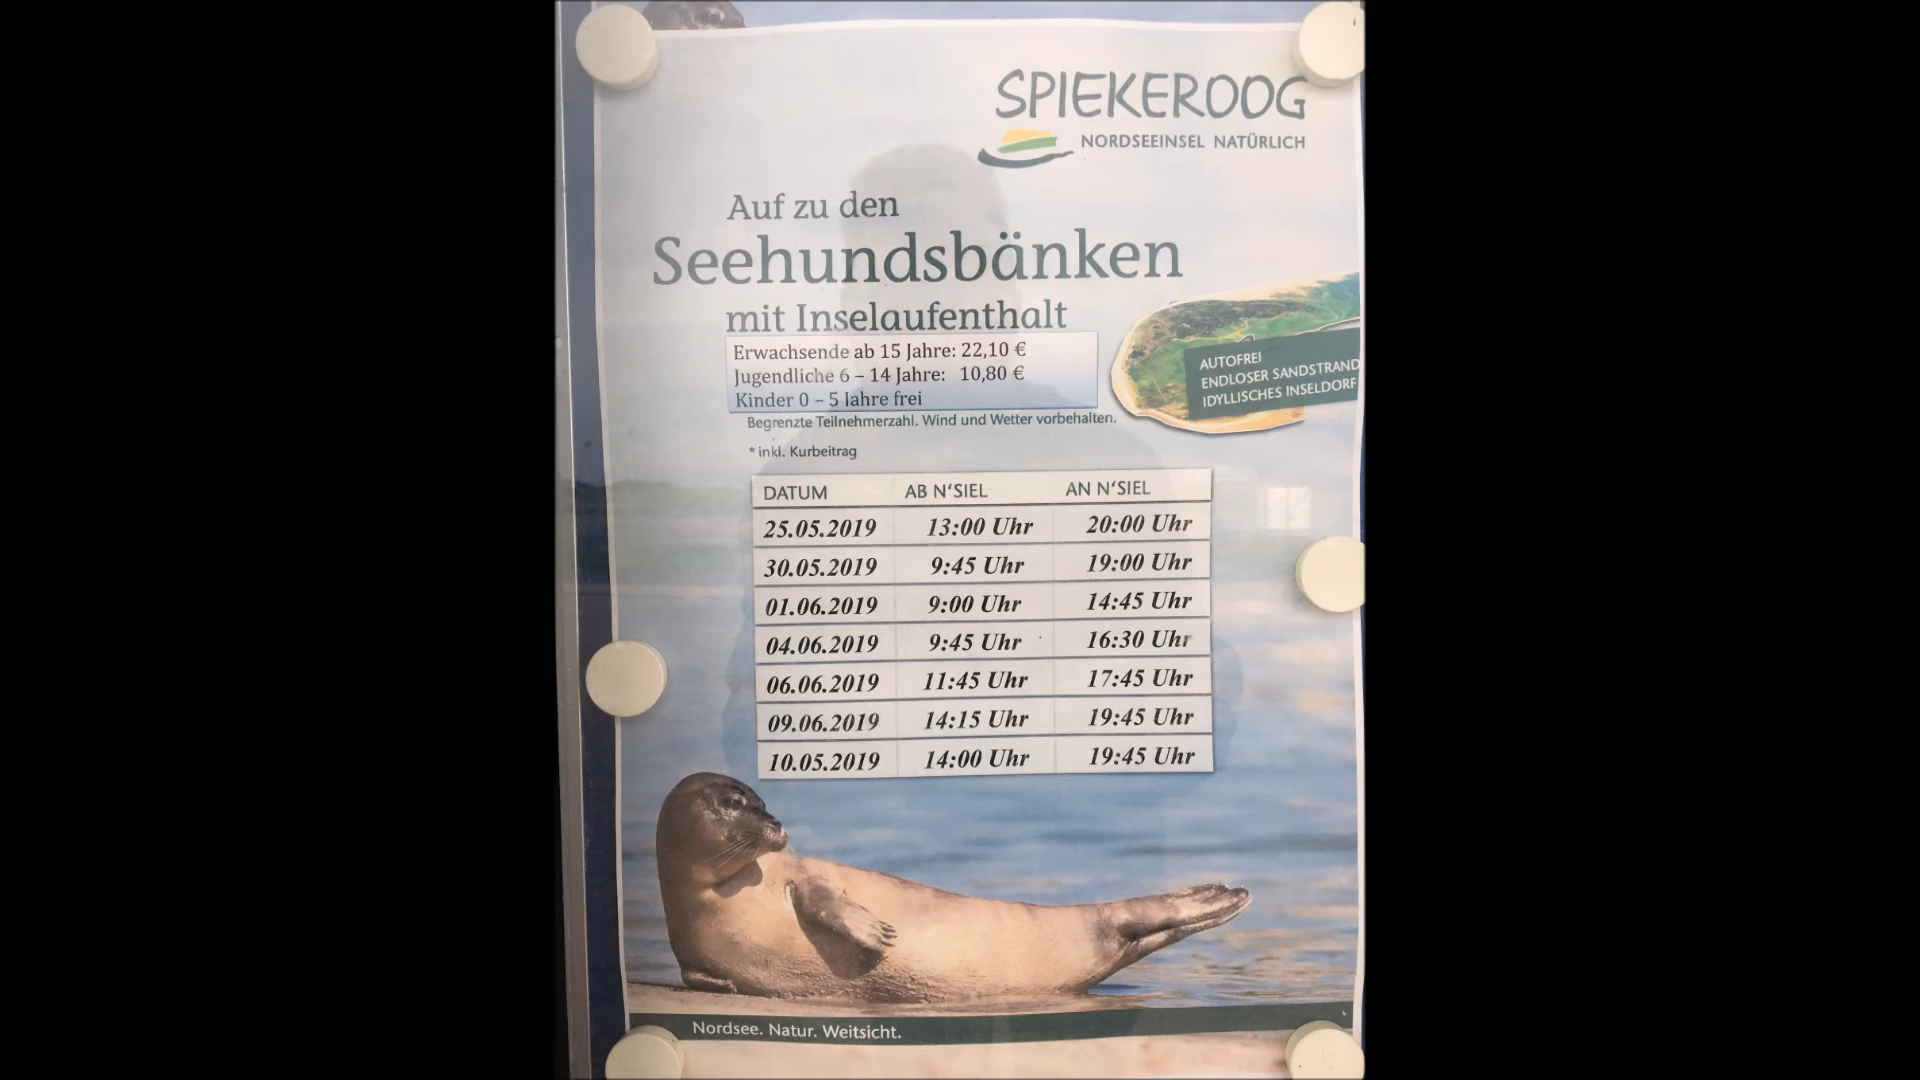 SPIEKEROOG
NORDSEEINSEL NATÜRLICH
Auf zu den
Seehundsbänken
mit Inselaufenthalt
Erwachsende ab 15 Jahre: 22,10 €
Jugendliche 6 – 14 Jahre: 10,80 €
Kinder 0 – 5 Jahre frei
Begrenzte Teilnehmerzahl. Wind und Wetter vorbehalten.
* inkl. Kurbeitrag
AUTOFREI
ENDLOSER SANDSTRAND
IDYLLISCHES INSELDORF
DATUM AB N'SIEL AN N'SIEL
25.05.2019 13:00 Uhr 20:00 Uhr
30.05.2019 9:45 Uhr 19:00 Uhr
01.06.2019 9:00 Uhr 14:45 Uhr
04.06.2019 9:45 Uhr 16:30 Uhr
06.06.2019 11:45 Uhr 17:45 Uhr
09.06.2019 14:15 Uhr 19:45 Uhr
10.05.2019 14:00 Uhr 19:45 Uhr
Nordsee. Natur. Weitsicht.